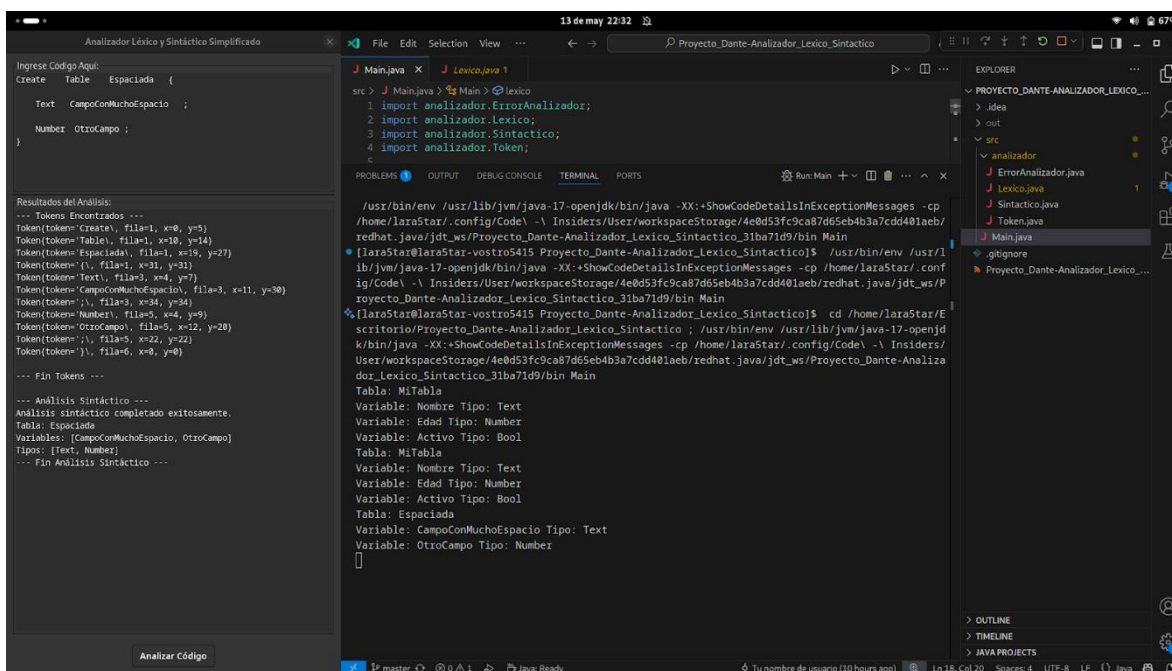 13 de may 22:32
67%
Analizador Léxico y Sintáctico Simplificado
Ingrese Código Aquí:
Create Table Espaciada {
Text CampoConMuchoEspacio ;
Number OtroCampo ;
}
Resultados del Análisis:
--- Tokens Encontrados ---
Token{token='Create\, fila=1, x=0, y=5}
Token{token='Table\, fila=1, x=10, y=14}
Token{token='Espaciada\, fila=1, x=19, y=27}
Token{token='{\, fila=1, x=31, y=31}
Token{token='Text\, fila=3, x=4, y=7}
Token{token='CampoConMuchoEspacio\, fila=3, x=11, y=30}
Token{token=';\, fila=3, x=34, y=34}
Token{token='Number\, fila=5, x=4, y=9}
Token{token='OtroCampo\, fila=5, x=12, y=20}
Token{token=';\, fila=5, x=22, y=22}
Token{token='}\, fila=6, x=0, y=0}
--- Fin Tokens ---
--- Análisis Sintáctico ---
Análisis sintáctico completado exitosamente.
Tabla: Espaciada
Variables: [CampoConMuchoEspacio, OtroCampo]
Tipos: [Text, Number]
--- Fin Análisis Sintáctico ---
Analizar Código
File Edit Selection View ...
Proyecto_Dante-Analizador_Lexico_Sintactico
Main.java
Lexico.java 1
src > Main.java > Main > lexico
1 import analizador.ErrorAnalizador;
2 import analizador.Lexico;
3 import analizador.Sintactico;
4 import analizador.Token;
5
PROBLEMS 1 OUTPUT DEBUG CONSOLE TERMINAL PORTS
Run: Main
/usr/bin/env /usr/lib/jvm/java-17-openjdk/bin/java -XX:+ShowCodeDetailsInExceptionMessages -cp
/home/lara5tar/.config/Code\ -\ Insiders/User/workspaceStorage/4e0d53fc9ca87d65eb4b3a7cdd401aeb/
redhat.java/jdt_ws/Proyecto_Dante-Analizador_Lexico_Sintactico_31ba71d9/bin Main
[lara5tar@lara5tar-vostro5415 Proyecto_Dante-Analizador_Lexico_Sintactico]$ /usr/bin/env /usr/l
ib/jvm/java-17-openjdk/bin/java -XX:+ShowCodeDetailsInExceptionMessages -cp /home/lara5tar/.conf
ig/Code\ -\ Insiders/User/workspaceStorage/4e0d53fc9ca87d65eb4b3a7cdd401aeb/redhat.java/jdt_ws/P
royecto_Dante-Analizador_Lexico_Sintactico_31ba71d9/bin Main
[lara5tar@lara5tar-vostro5415 Proyecto_Dante-Analizador_Lexico_Sintactico]$ cd /home/lara5tar/E
scritorio/Proyecto_Dante-Analizador_Lexico_Sintactico ; /usr/bin/env /usr/lib/jvm/java-17-openjd
k/bin/java -XX:+ShowCodeDetailsInExceptionMessages -cp /home/lara5tar/.config/Code\ -\ Insiders/
User/workspaceStorage/4e0d53fc9ca87d65eb4b3a7cdd401aeb/redhat.java/jdt_ws/Proyecto_Dante-Analiza
dor_Lexico_Sintactico_31ba71d9/bin Main
Tabla: MiTabla
Variable: Nombre Tipo: Text
Variable: Edad Tipo: Number
Variable: Activo Tipo: Bool
Tabla: MiTabla
Variable: Nombre Tipo: Text
Variable: Edad Tipo: Number
Variable: Activo Tipo: Bool
Tabla: Espaciada
Variable: CampoConMuchoEspacio Tipo: Text
Variable: OtroCampo Tipo: Number
EXPLORER
PROYECTO_DANTE-ANALIZADOR_LEXICO_...
.idea
out
src
analizador
ErrorAnalizador.java
Lexico.java 1
Sintactico.java
Token.java
Main.java
.gitignore
Proyecto_Dante-Analizador_Lexico_...
OUTLINE
TIMELINE
JAVA PROJECTS
master 0 1 Java: Ready Tu nombre de usuario (10 hours ago) Ln 18, Col 20 Spaces: 4 UTF-8 LF {} Java